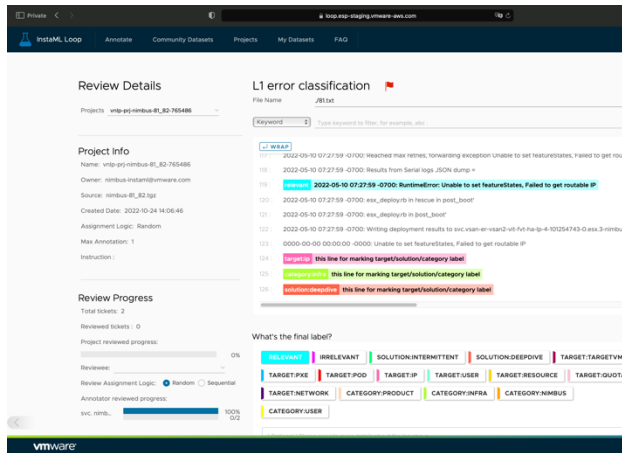 Private
loop.esp-staging.vmware-aws.com
InstaML Loop Annotate Community Datasets Projects My Datasets FAQ
Review Details
Projects vnlp-prj-nimbus-81_82-765486
Project Info
Name: vnlp-prj-nimbus-81_82-765486
Owner: nimbus-instaml@vmware.com
Source: nimbus-81_82.tgz
Created Date: 2022-10-24 14:06:46
Assignment Logic: Random
Max Annotation: 1
Instruction :
Review Progress
Total tickets: 2
Reviewed tickets : 0
Project reviewed progress:
0%
Reviewee:
Review Assignment Logic: Random Sequential
Annotator reviewed progress:
svc. nimb... 100%
0/2
L1 error classification
File Name ./81.txt
Keyword Type keyword to filter, for example, abc..
WRAP
117 2022-05-10 07:27:59 -0700: Reached max retries, forwarding exception Unable to set featureStates, Failed to get rou
118 : 2022-05-10 07:27:59 -0700: Results from Serial logs JSON dump =
119 relevant 2022-05-10 07:27:59 -0700: RuntimeError: Unable to set featureStates, Failed to get routable IP
120 : 2022-05-10 07:27:59 -0700: esx_deploy.rb in rescue in post_boot'
121 : 2022-05-10 07:27:59 -0700: esx_deploy.rb in post_boot'
122 : 2022-05-10 07:27:59 -0700: Writing deployment results to svc.vsan-er-vsan2-vit-fvt-ha-lp-4-101254743-0.esx.3-nimbu
123 : 0000-00-00 00:00:00 -0000: Unable to set featureStates, Failed to get routable IP
124 : target:ip this line for marking target/solution/category label
125 : category:infra this line for marking target/solution/category label
126 : solution:deepdive this line for marking target/solution/category label
What's the final label?
RELEVANT IRRELEVANT SOLUTION:INTERMITTENT SOLUTION:DEEPDIVE TARGET:TARGETVM
TARGET:PXE TARGET:POD TARGET:IP TARGET:USER TARGET:RESOURCE TARGET:QUOTA
TARGET:NETWORK CATEGORY:PRODUCT CATEGORY:INFRA CATEGORY:NIMBUS
CATEGORY:USER
vmware